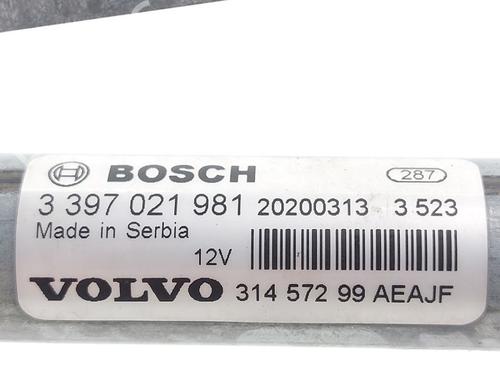 BOSCH 287
3 397 021 981 20200313 3 523
Made in Serbia
12V
VOLVO 314 572 99 AEAJF